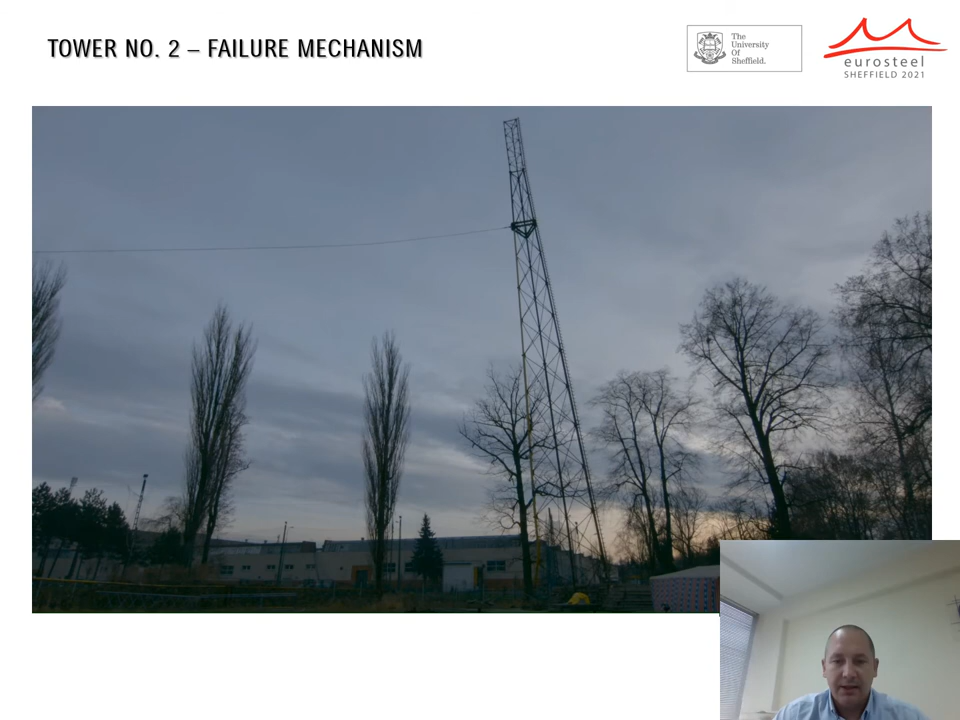 TOWER NO. 2 – FAILURE MECHANISM
The
University
Of
Sheffield.
eurosteel
SHEFFIELD 2021